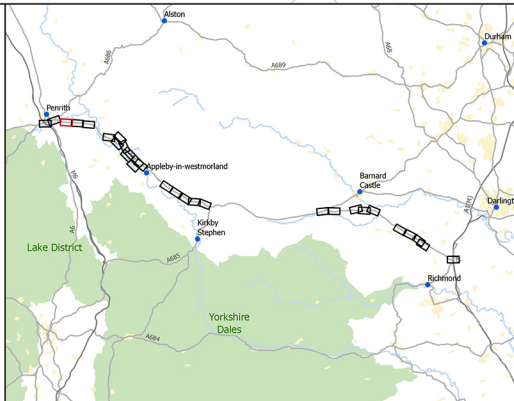 Alston
Durham
A68
A686
A689
Penrith
Appleby-in-westmorland
Barnard
Castle
M6
A6
A1(M)
Darlingt
Kirkby
Stephen
Lake District
A685
Richmond
Yorkshire
Dales
A684